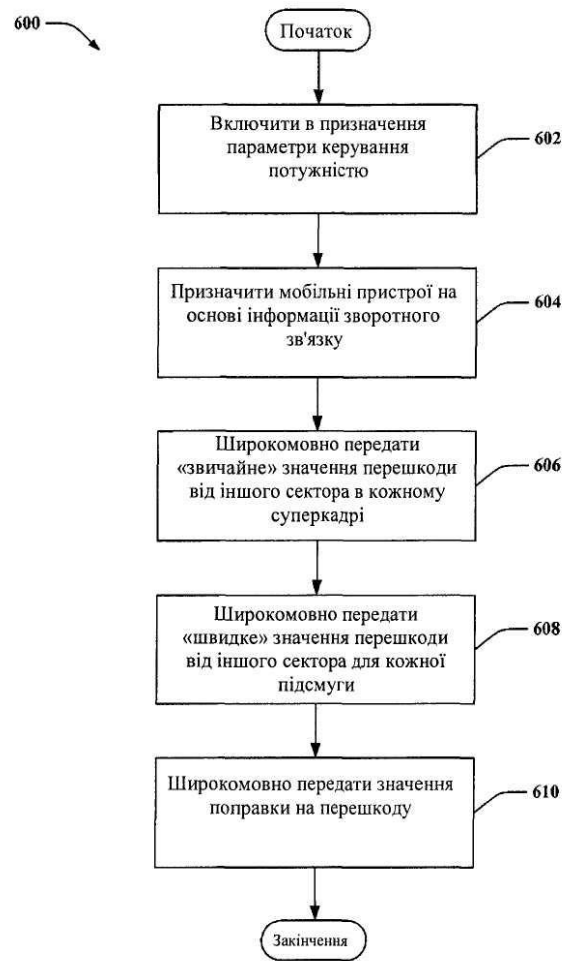 600
Початок
Включити в призначення
параметри керування
потужністю
602
Призначити мобільні пристрої на
основі інформації зворотного
зв'язку
604
Широкомовно передати
«звичайне» значення перешкоди
від іншого сектора в кожному
суперкадрі
606
Широкомовно передати
«швидке» значення перешкоди
від іншого сектора для кожної
підсмуги
608
Широкомовно передати значення
поправки на перешкоду
610
Закінчення